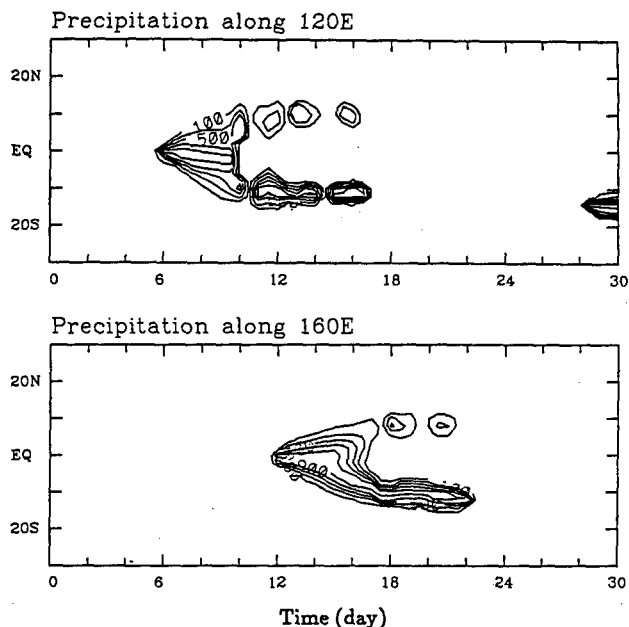 Precipitation along 120E
20N
100
500
EQ
20S
0 6 12 18 24 30
Precipitation along 160E
20N
EQ
20S
0 6 12 18 24 30
Time (day)